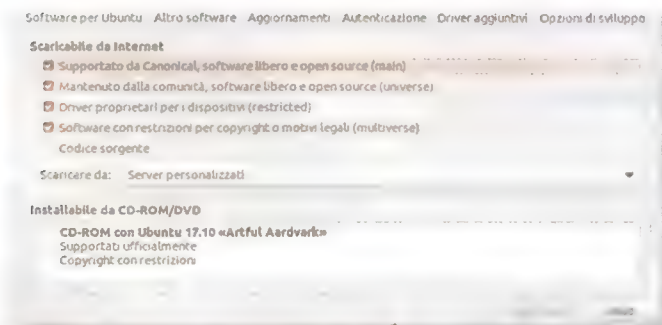 Software per Ubuntu Altro software Aggiornamenti Autenticazione Driver aggiuntivi Opzioni di sviluppo
Scaricabile da Internet
Supportato da Canonical, software libero e open source (main)
Mantenuto dalla comunità, software libero e open source (universe)
Driver proprietari per i dispositivi (restricted)
Software con restrizioni per copyright o motivi legali (multiverse)
Codice sorgente
Scaricare da: Server personalizzati
Installabile da CD-ROM/DVD
CD-ROM con Ubuntu 17.10 «Artful Aardvark»
Supportati ufficialmente
Copyright con restrizioni